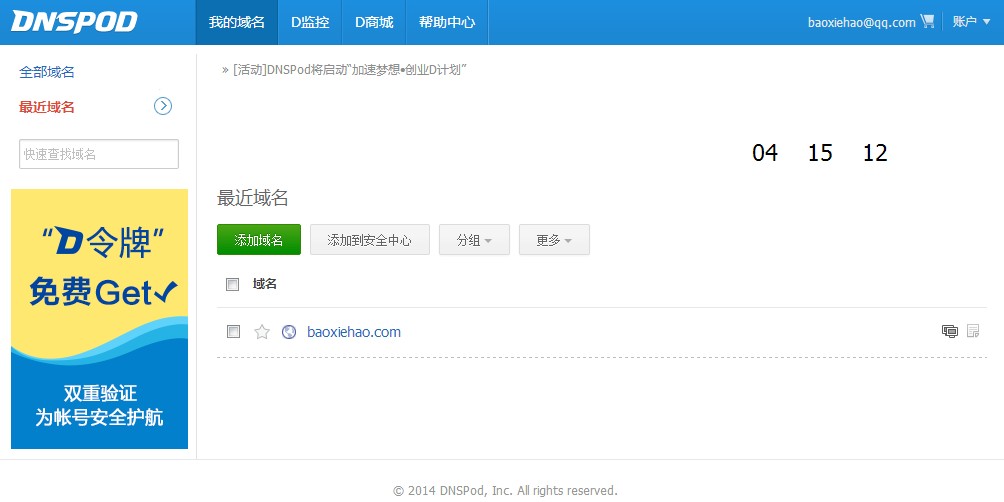 DNSPOD 我的域名 D监控 D商城 帮助中心 baoxiehao@qq.com 账户
全部域名
» [活动]DNSPod将启动“加速梦想•创业D计划”
最近域名
快速查找域名
04 15 12
“D令牌”
免费Get✓
双重验证
为帐号安全护航
最近域名
添加域名 添加到安全中心 分组 更多
域名
baoxiehao.com
© 2014 DNSPod, Inc. All rights reserved.